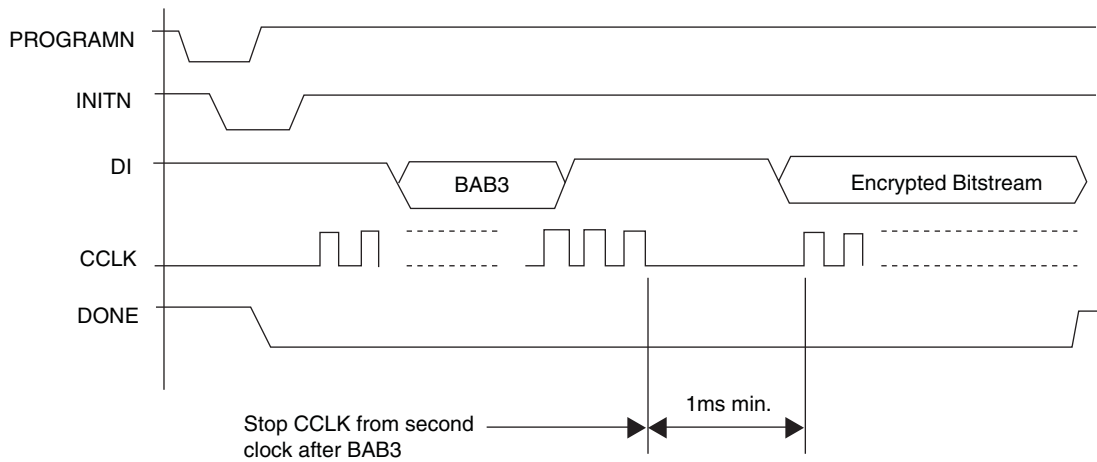 PROGRAMN
INITN
DI
BAB3
Encrypted Bitstream
CCLK
DONE
1ms min.
Stop CCLK from second
clock after BAB3